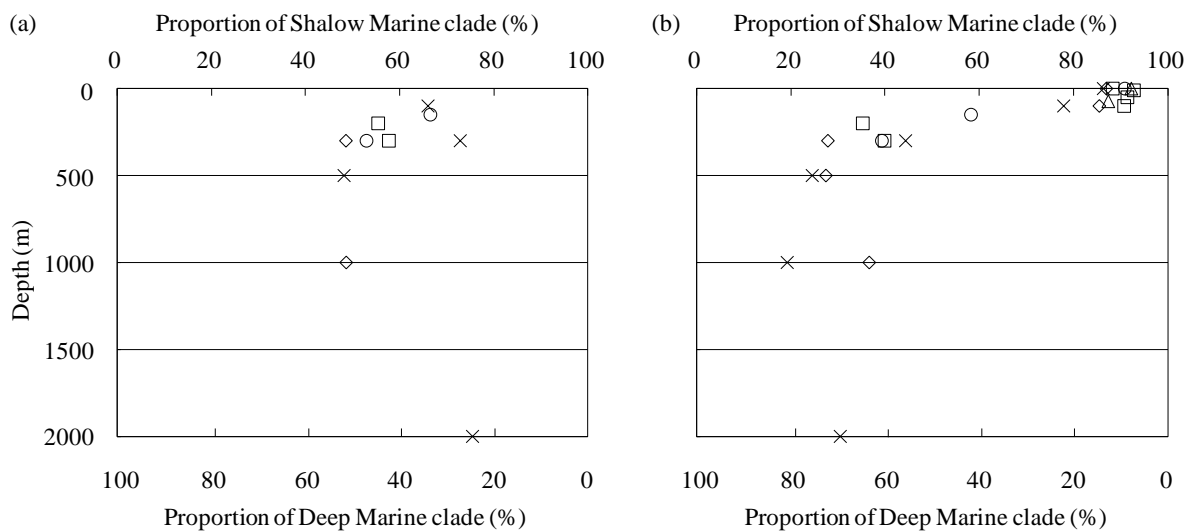 (a) Proportion of Shalow Marine clade (%)
0 20 40 60 80 100
Depth (m)
0
500
1000
1500
2000
100 80 60 40 20 0
Proportion of Deep Marine clade (%)
(b) Proportion of Shalow Marine clade (%)
0 20 40 60 80 100
100 80 60 40 20 0
Proportion of Deep Marine clade (%)